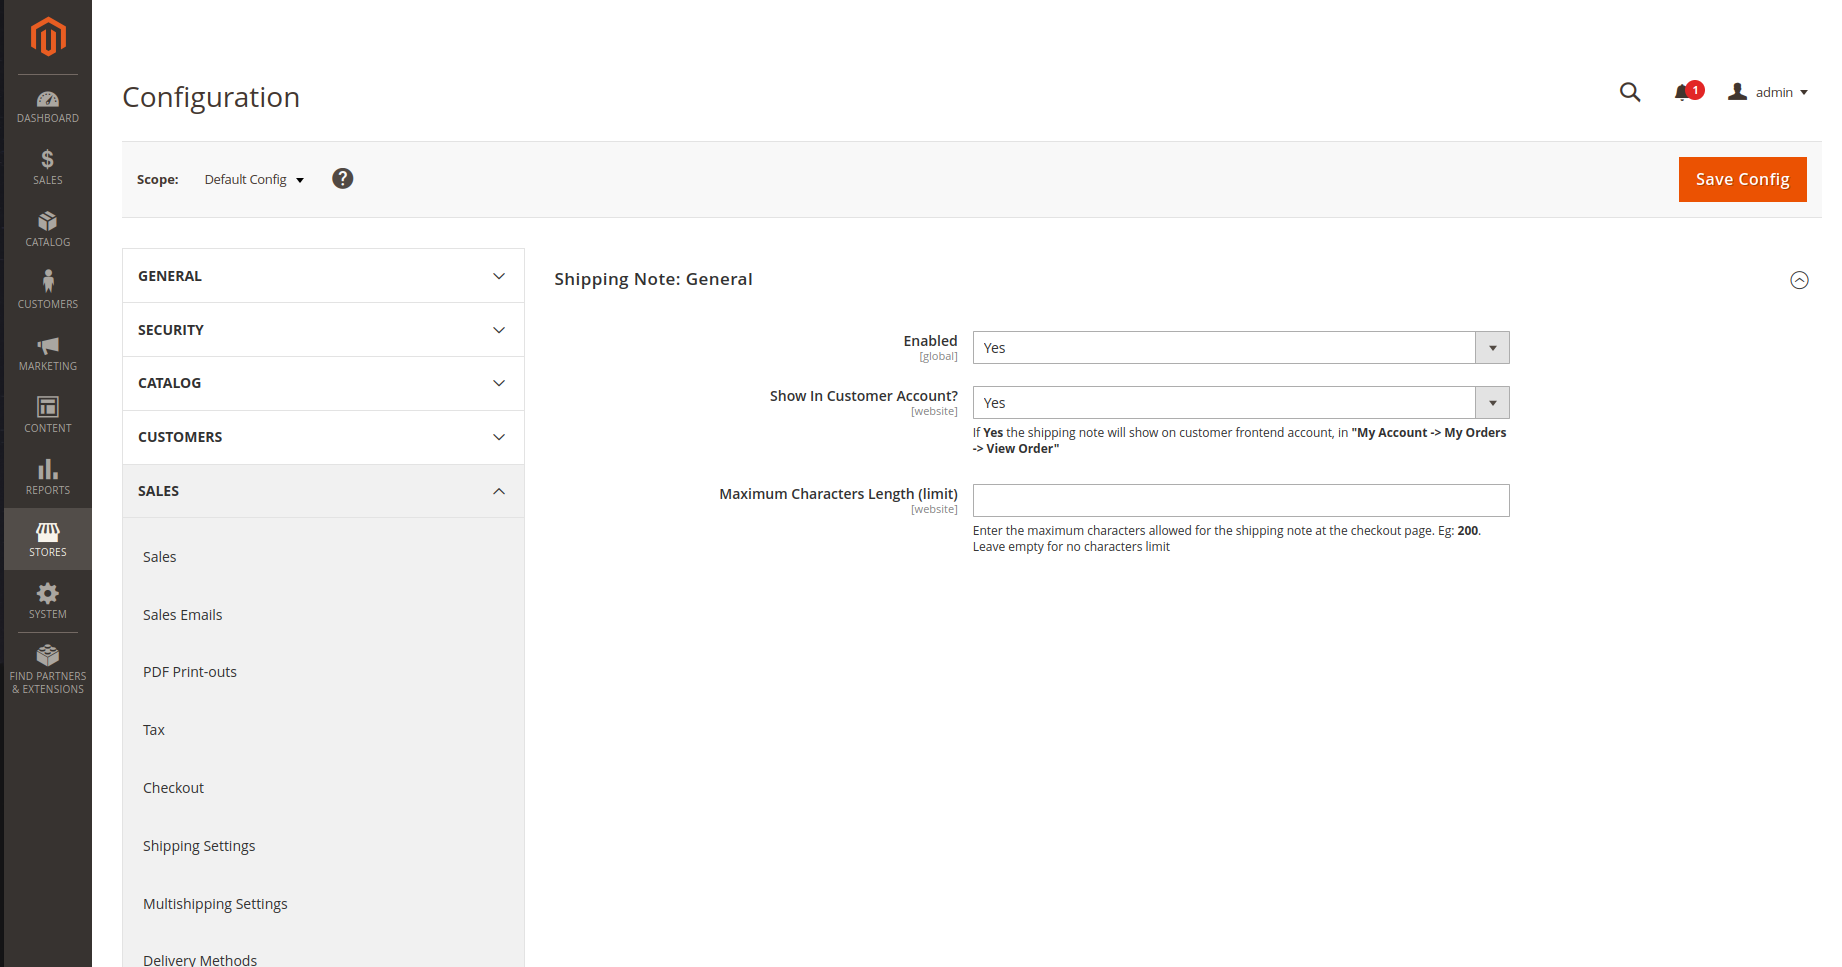 DASHBOARD
SALES
CATALOG
CUSTOMERS
MARKETING
CONTENT
REPORTS
STORES
SYSTEM
FIND PARTNERS
& EXTENSIONS
Configuration
1
admin
Scope:
Default Config
?
Save Config
GENERAL
SECURITY
CATALOG
CUSTOMERS
SALES
Sales
Sales Emails
PDF Print-outs
Tax
Checkout
Shipping Settings
Multishipping Settings
Delivery Methods
Shipping Note: General
Enabled
[global]
Yes
Show In Customer Account?
[website]
Yes
If Yes the shipping note will show on customer frontend account, in "My Account -> My Orders
-> View Order"
Maximum Characters Length (limit)
[website]
Enter the maximum characters allowed for the shipping note at the checkout page. Eg: 200.
Leave empty for no characters limit